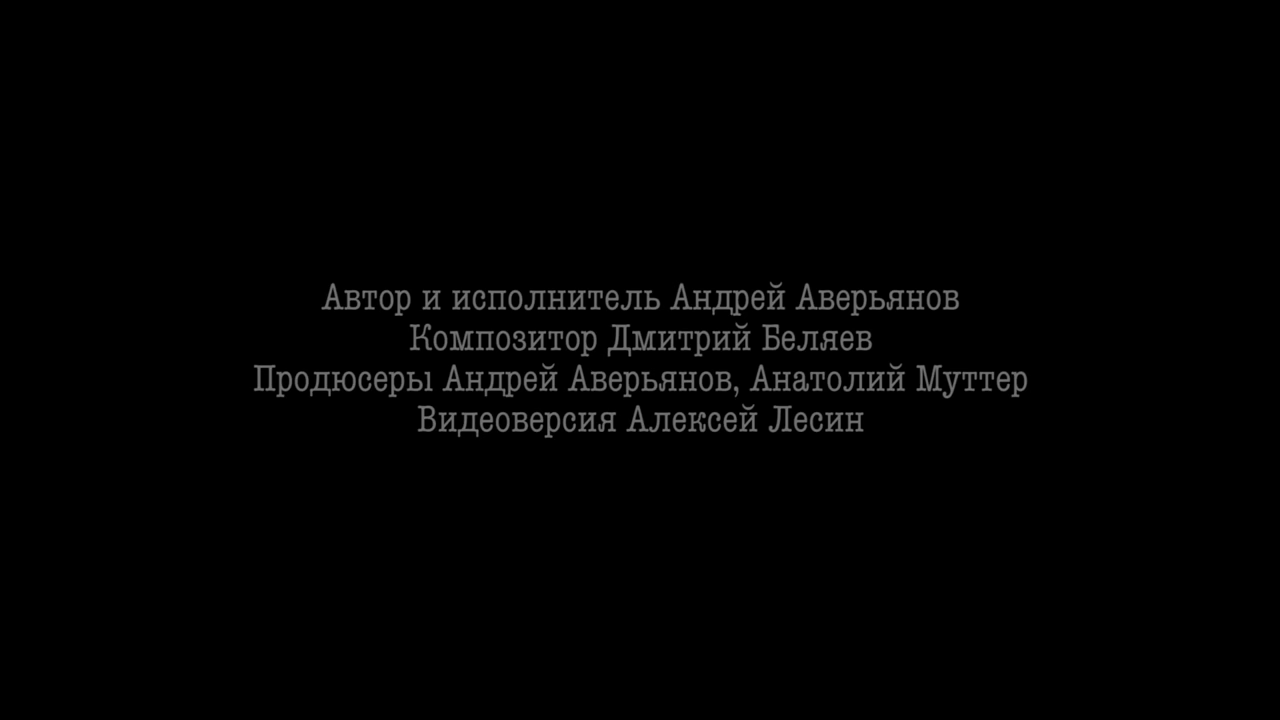 Автор и исполнитель Андрей Аверьянов
Композитор Дмитрий Беляев
Продюсеры Андрей Аверьянов, Анатолий Муттер
Видеоверсия Алексей Лесин